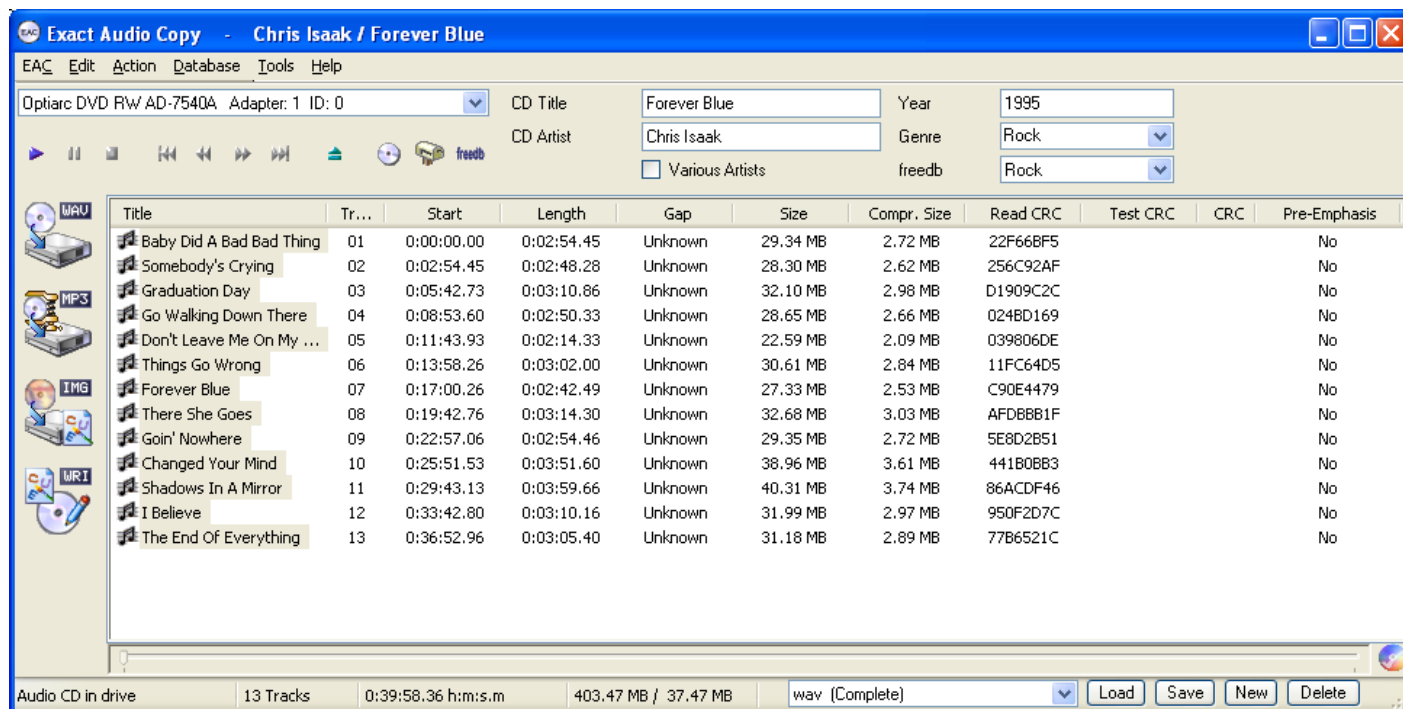 EAC Exact Audio Copy - Chris Isaak / Forever Blue
EAC Edit Action Database Tools Help
Optiarc DVD RW AD-7540A Adapter: 1 ID: 0 CD Title Forever Blue Year 1995
CD Artist Chris Isaak Genre Rock
freedb Various Artists freedb Rock
WAV
MP3
IMG
CUE
WRI
CUE
Title Tr... Start Length Gap Size Compr. Size Read CRC Test CRC CRC Pre-Emphasis
Baby Did A Bad Bad Thing 01 0:00:00.00 0:02:54.45 Unknown 29.34 MB 2.72 MB 22F66BF5 No
Somebody's Crying 02 0:02:54.45 0:02:48.28 Unknown 28.30 MB 2.62 MB 256C92AF No
Graduation Day 03 0:05:42.73 0:03:10.86 Unknown 32.10 MB 2.98 MB D1909C2C No
Go Walking Down There 04 0:08:53.60 0:02:50.33 Unknown 28.65 MB 2.66 MB 024BD169 No
Don't Leave Me On My ... 05 0:11:43.93 0:02:14.33 Unknown 22.59 MB 2.09 MB 039806DE No
Things Go Wrong 06 0:13:58.26 0:03:02.00 Unknown 30.61 MB 2.84 MB 11FC64D5 No
Forever Blue 07 0:17:00.26 0:02:42.49 Unknown 27.33 MB 2.53 MB C90E4479 No
There She Goes 08 0:19:42.76 0:03:14.30 Unknown 32.68 MB 3.03 MB AFDBBB1F No
Goin' Nowhere 09 0:22:57.06 0:02:54.46 Unknown 29.35 MB 2.72 MB 5E8D2B51 No
Changed Your Mind 10 0:25:51.53 0:03:51.60 Unknown 38.96 MB 3.61 MB 441B0BB3 No
Shadows In A Mirror 11 0:29:43.13 0:03:59.66 Unknown 40.31 MB 3.74 MB 86ACDF46 No
I Believe 12 0:33:42.80 0:03:10.16 Unknown 31.99 MB 2.97 MB 950F2D7C No
The End Of Everything 13 0:36:52.96 0:03:05.40 Unknown 31.18 MB 2.89 MB 77B6521C No
Audio CD in drive 13 Tracks 0:39:58.36 h:m:s.m 403.47 MB / 37.47 MB wav (Complete) Load Save New Delete